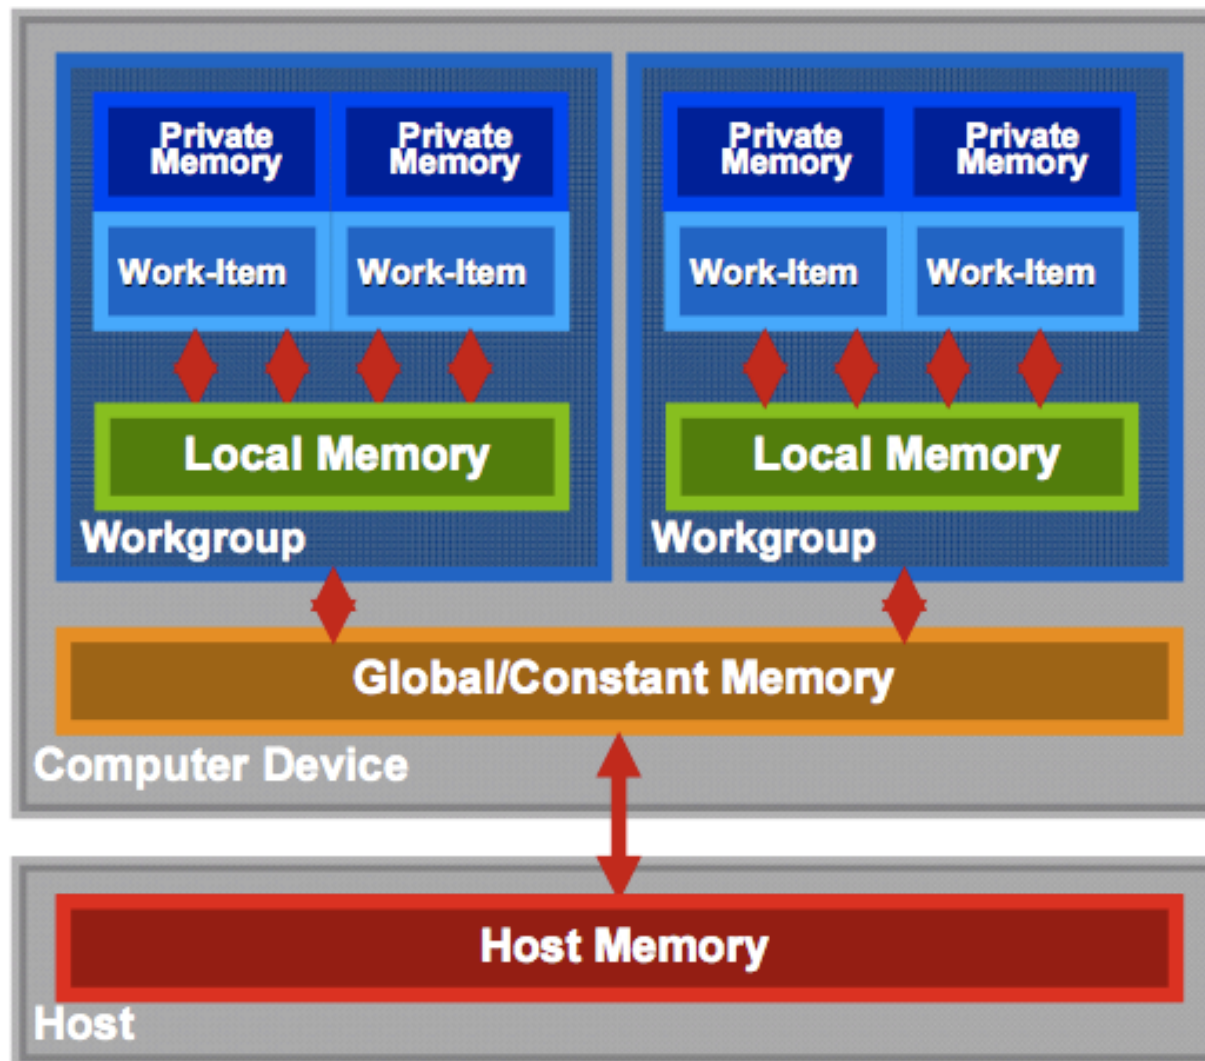 Private
Memory
Private
Memory
Private
Memory
Private
Memory
Work-Item
Work-Item
Work-Item
Work-Item
Local Memory
Local Memory
Workgroup
Workgroup
Global/Constant Memory
Computer Device
Host Memory
Host